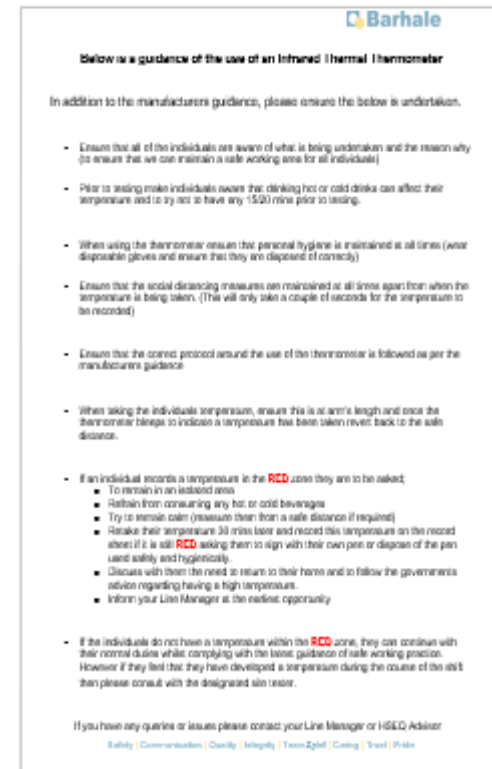 Barhale
Below is a guidance of the use of an Infrared Thermal Thermometer
In addition to the manufacturers guidance, please ensure the below is undertaken.
- Ensure that all of the individuals are aware of what is being undertaken and the reason why
(to ensure that we can maintain a safe working area for all individuals)
- Prior to testing make individuals aware that drinking hot or cold drinks can affect their
temperature and to try not to have any 15/20 mins prior to testing.
- When using the thermometer ensure that personal hygiene is maintained at all times (wear
disposable gloves and ensure that they are disposed of correctly)
- Ensure that the social distancing measures are maintained at all times apart from when the
temperature is being taken. (This will only take a couple of seconds for the temperature to
be recorded)
- Ensure that the correct protocol around the use of the thermometer is followed as per the
manufacturers guidance
- When taking the individuals temperature, ensure this is at arm's length and once the
thermometer bleeps to indicate a temperature has been taken revert back to the safe
distance.
- If an individual records a temperature in the RED zone they are to be asked;
■ To remain in an isolated area
■ Refrain from consuming any hot or cold beverages
■ Try to remain calm (reassure them from a safe distance if required)
■ Retake their temperature 30 mins later and record this temperature on the record
sheet if it is still RED asking them to sign with their own pen or dispose of the pen
used safely and hygienically.
■ Discuss with them the need to return to their home and to follow the governments
advice regarding having a high temperature.
■ Inform your Line Manager at the earliest opportunity
- If the individuals do not have a temperature within the RED zone, they can continue with
their normal duties whilst complying with the latest guidance of safe working practice.
However if they feel that they have developed a temperature during the course of the shift
then please consult with the designated site tester.
If you have any queries or issues please contact your Line Manager or HSEQ Advisor
Safety | Communication | Quality | Integrity | Team Spirit | Caring | Trust | Pride